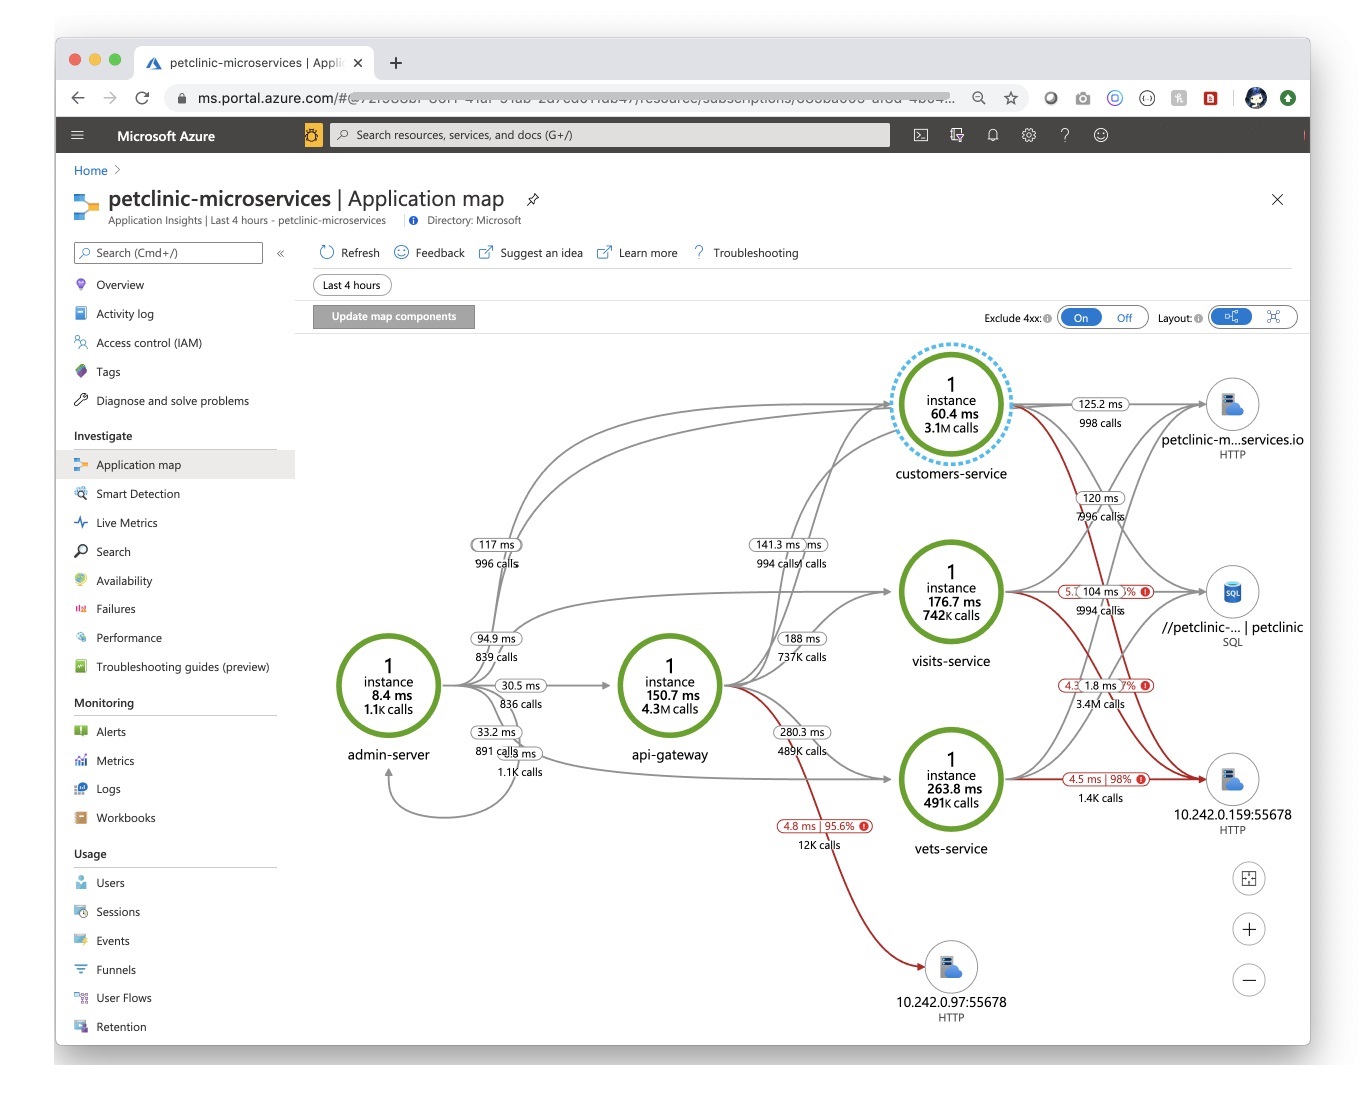 petclinic-microservices | Appli
ms.portal.azure.com/#
Microsoft Azure
Search resources, services, and docs (G+/)
Home
petclinic-microservices | Application map
Application Insights | Last 4 hours - petclinic-microservices
Directory: Microsoft
Search (Cmd+/)
«
Refresh
Feedback
Suggest an idea
Learn more
Troubleshooting
Last 4 hours
Update map components
Exclude 4xx:
On
Off
Layout:
Overview
Activity log
Access control (IAM)
Tags
Diagnose and solve problems
Investigate
Application map
Smart Detection
Live Metrics
Search
Availability
Failures
Performance
Troubleshooting guides (preview)
Monitoring
Alerts
Metrics
Logs
Workbooks
Usage
Users
Sessions
Events
Funnels
User Flows
Retention
1
instance
60.4 ms
3.1M calls
customers-service
125.2 ms
998 calls
petclinic-m...services.io
HTTP
120 ms
996 calls
117 ms
996 calls
141.3 ms
ms
994 calls
1
instance
176.7 ms
742K calls
visits-service
104 ms
994 calls
SQL
//petclinic-... | petclinic
SQL
94.9 ms
839 calls
188 ms
737K calls
1
instance
8.4 ms
1.1K calls
admin-server
30.5 ms
836 calls
1
instance
150.7 ms
4.3M calls
api-gateway
1.8 ms
3.4M calls
33.2 ms
891 calls
ms
1.1K calls
280.3 ms
489K calls
1
instance
263.8 ms
491K calls
vets-service
4.5 ms | 98%
1.4K calls
10.242.0.159:55678
HTTP
4.8 ms | 95.6%
12K calls
10.242.0.97:55678
HTTP